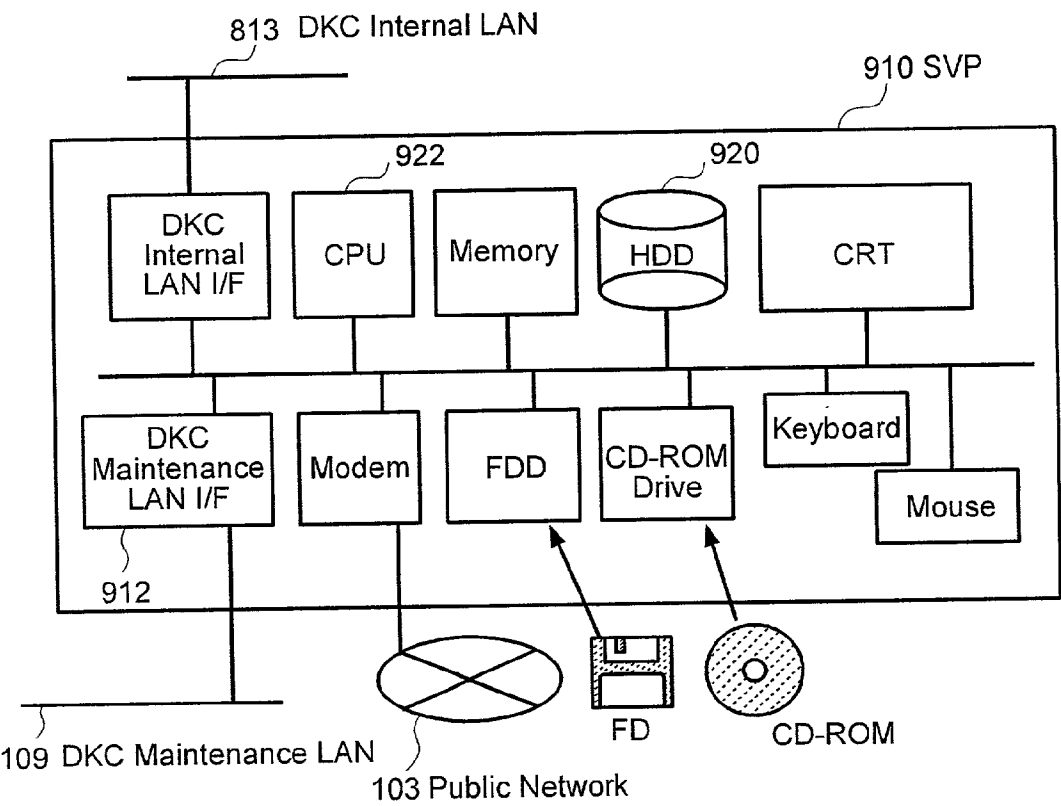 813 DKC Internal LAN
910 SVP
922
920
DKC
Internal
LAN I/F
CPU
Memory
HDD
CRT
DKC
Maintenance
LAN I/F
Modem
FDD
CD-ROM
Drive
Keyboard
Mouse
912
FD
CD-ROM
109 DKC Maintenance LAN
103 Public Network